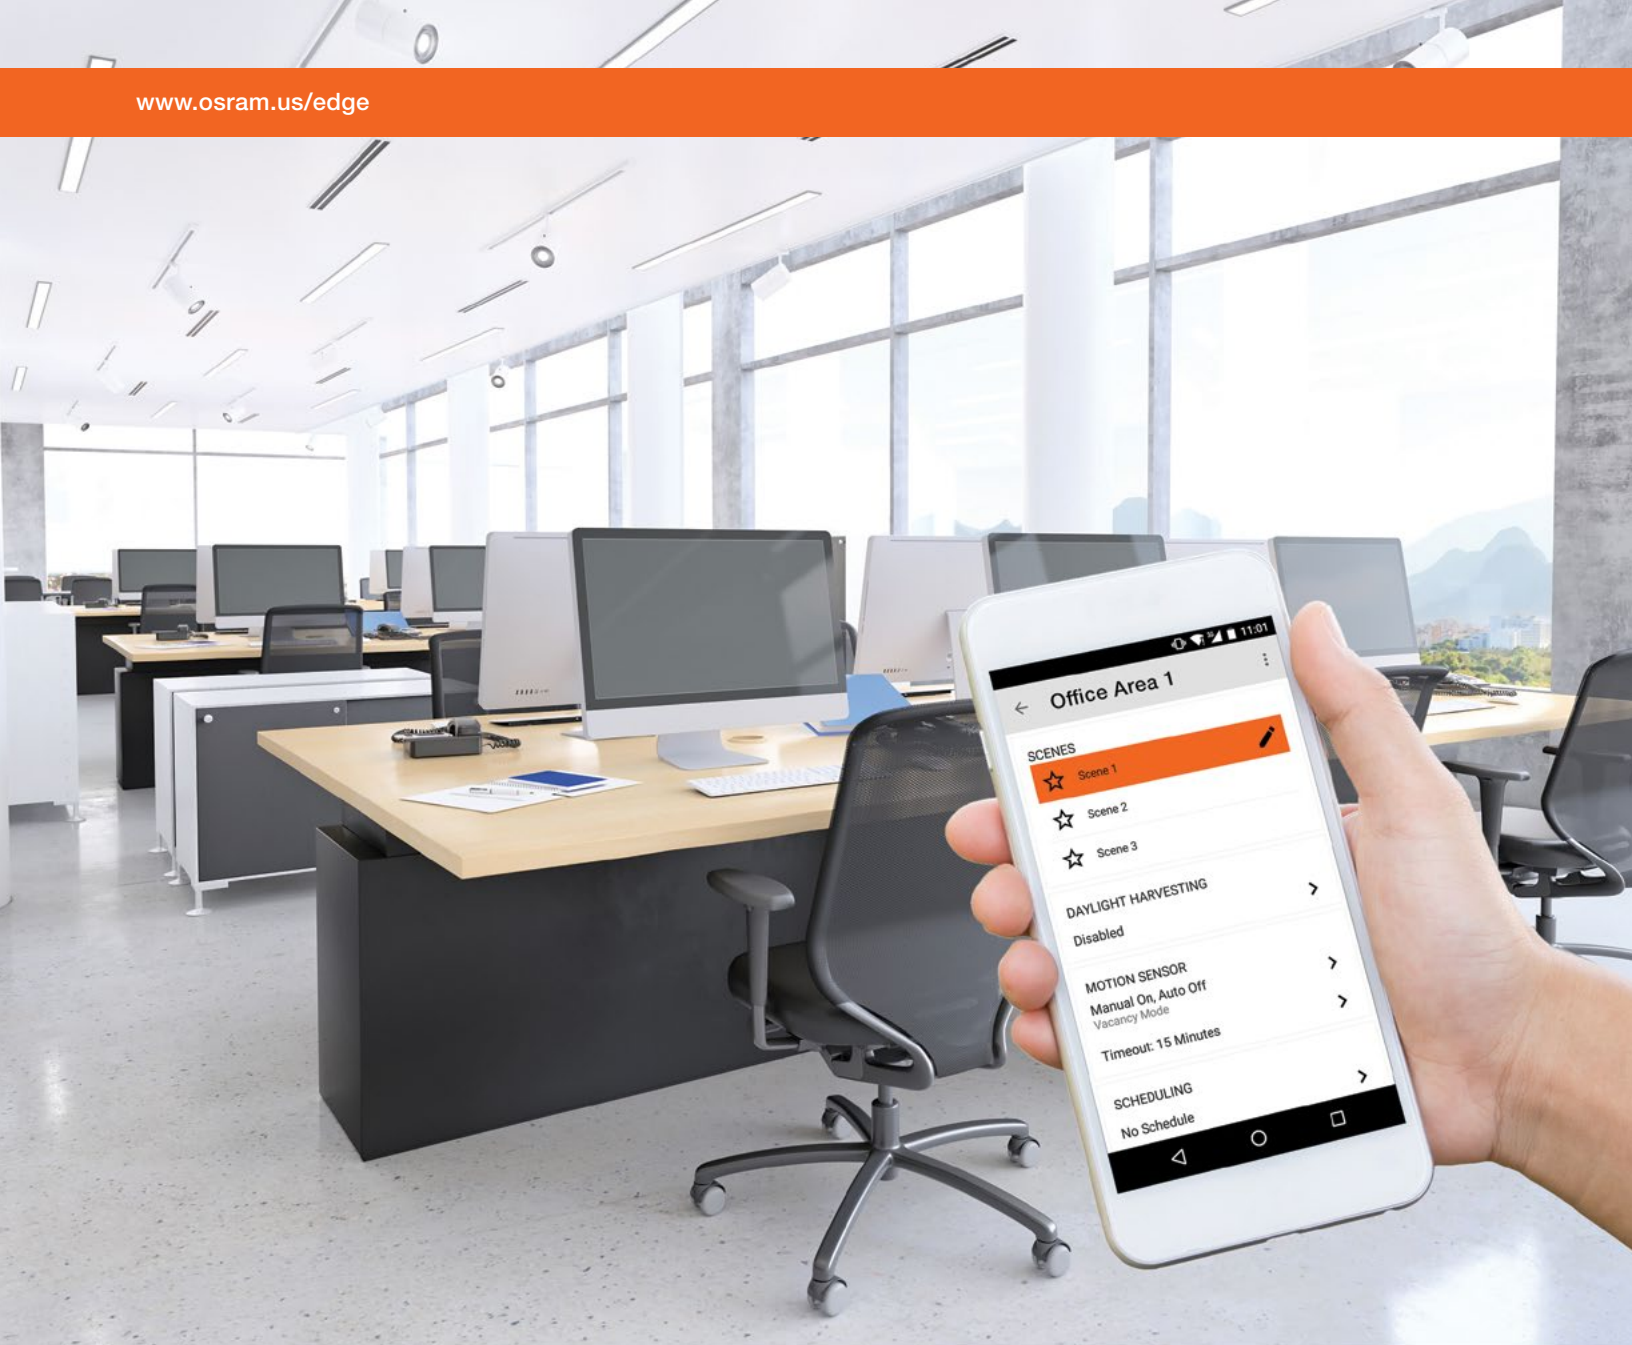 www.osram.us/edge
11:01
Office Area 1
SCENES
Scene 1
Scene 2
Scene 3
DAYLIGHT HARVESTING
Disabled
MOTION SENSOR
Manual On, Auto Off
Vacancy Mode
Timeout: 15 Minutes
SCHEDULING
No Schedule